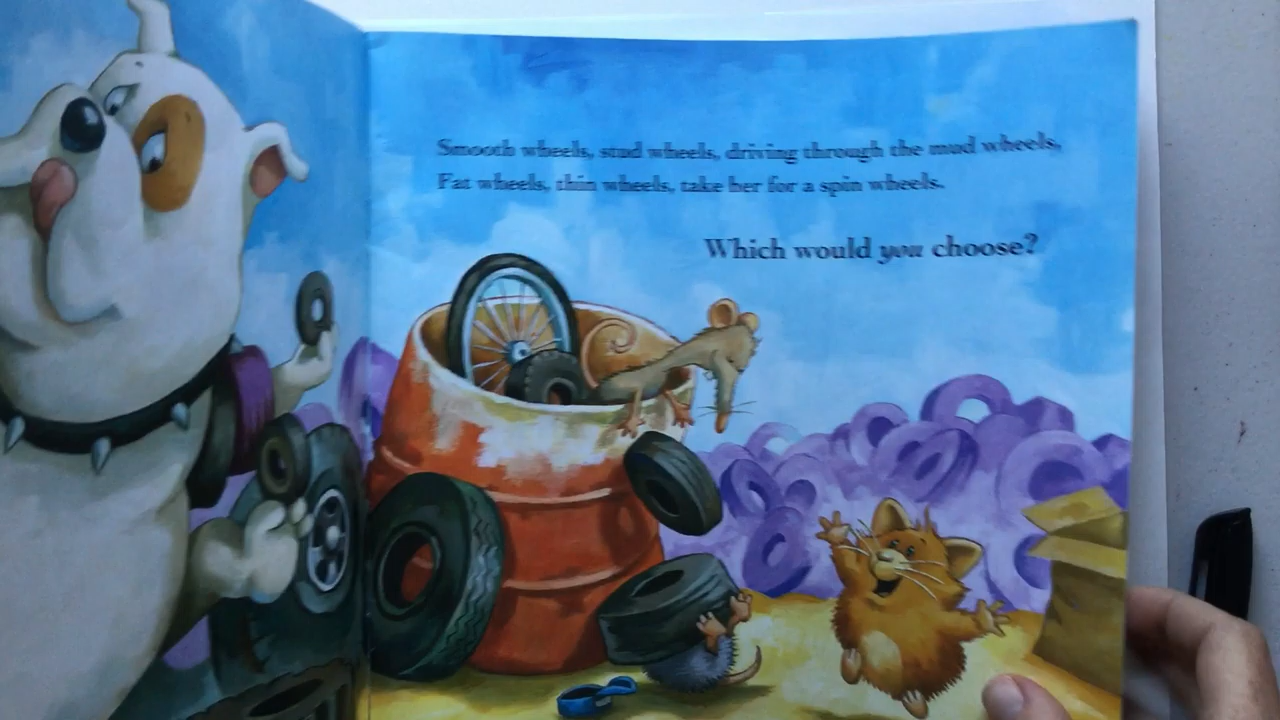 Smooth wheels, stud wheels, driving through the mud wheels,
Fat wheels, thin wheels, take her for a spin wheels.
Which would you choose?